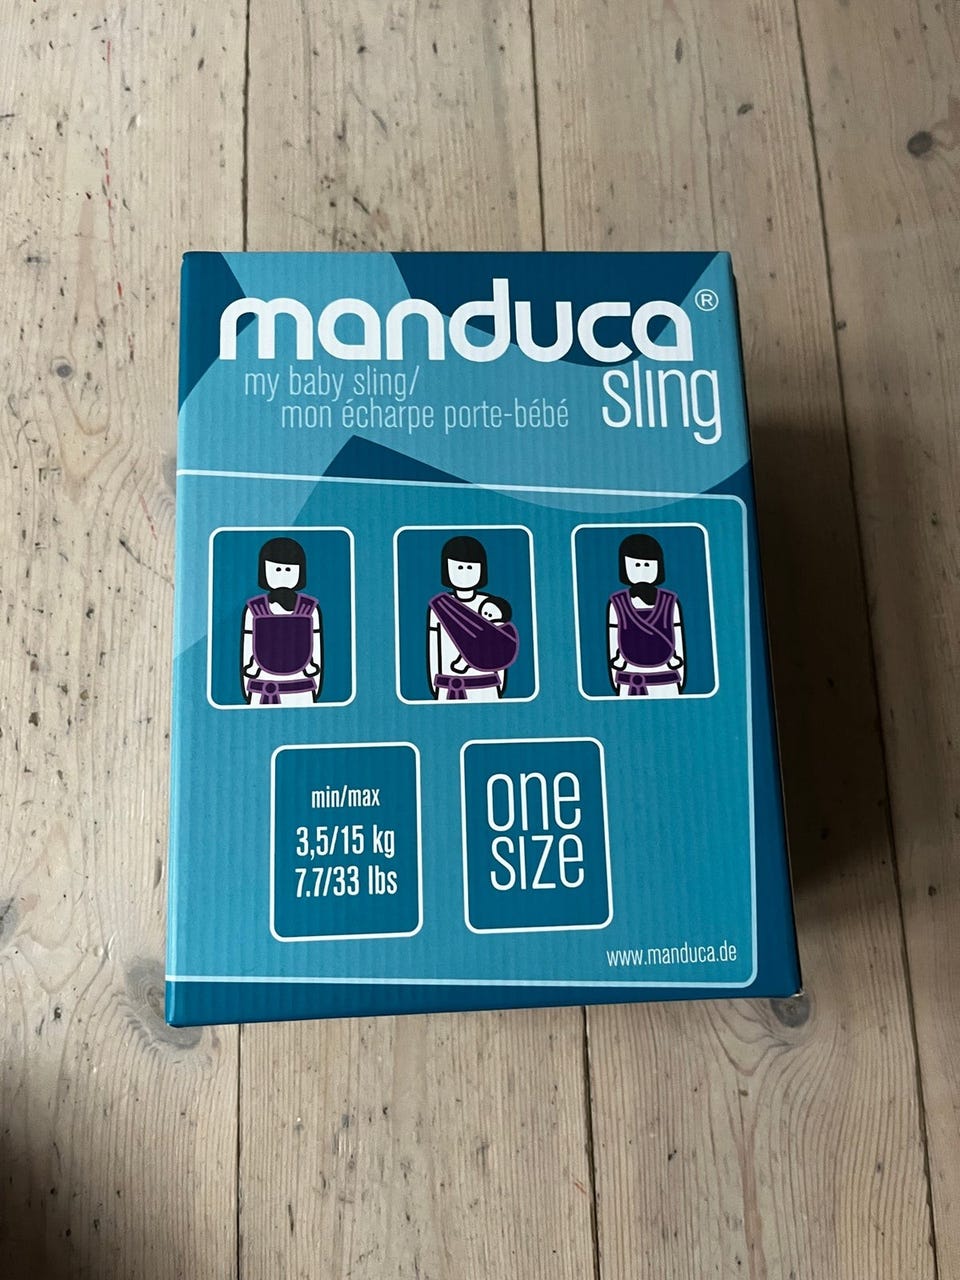 manduca®
sling
my baby sling/
mon écharpe porte-bébé
min/max
3,5/15 kg
7.7/33 lbs
one
size
www.manduca.de